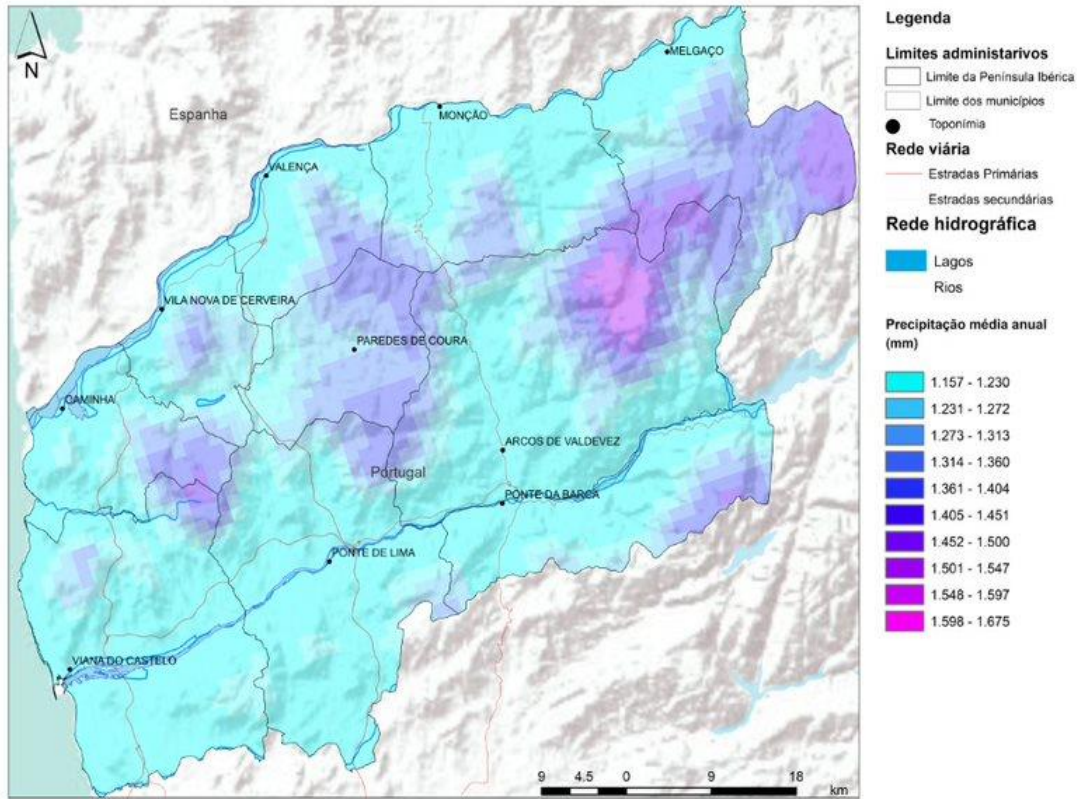 N
Espanha
MELGAÇO
MONÇÃO
VALENÇA
VILA NOVA DE CERVEIRA
PAREDES DE COURA
CAMINHA
ARCOS DE VALDEVEZ
Portugal
PONTE DA BARCA
PONTE DE LIMA
VIANA DO CASTELO
9 4.5 0 9 18
km
Legenda
Limites administarivos
Limite da Península Ibérica
Limite dos municípios
Toponímia
Rede viária
Estradas Primárias
Estradas secundárias
Rede hidrográfica
Lagos
Rios
Precipitação média anual
(mm)
1.157 - 1.230
1.231 - 1.272
1.273 - 1.313
1.314 - 1.360
1.361 - 1.404
1.405 - 1.451
1.452 - 1.500
1.501 - 1.547
1.548 - 1.597
1.598 - 1.675